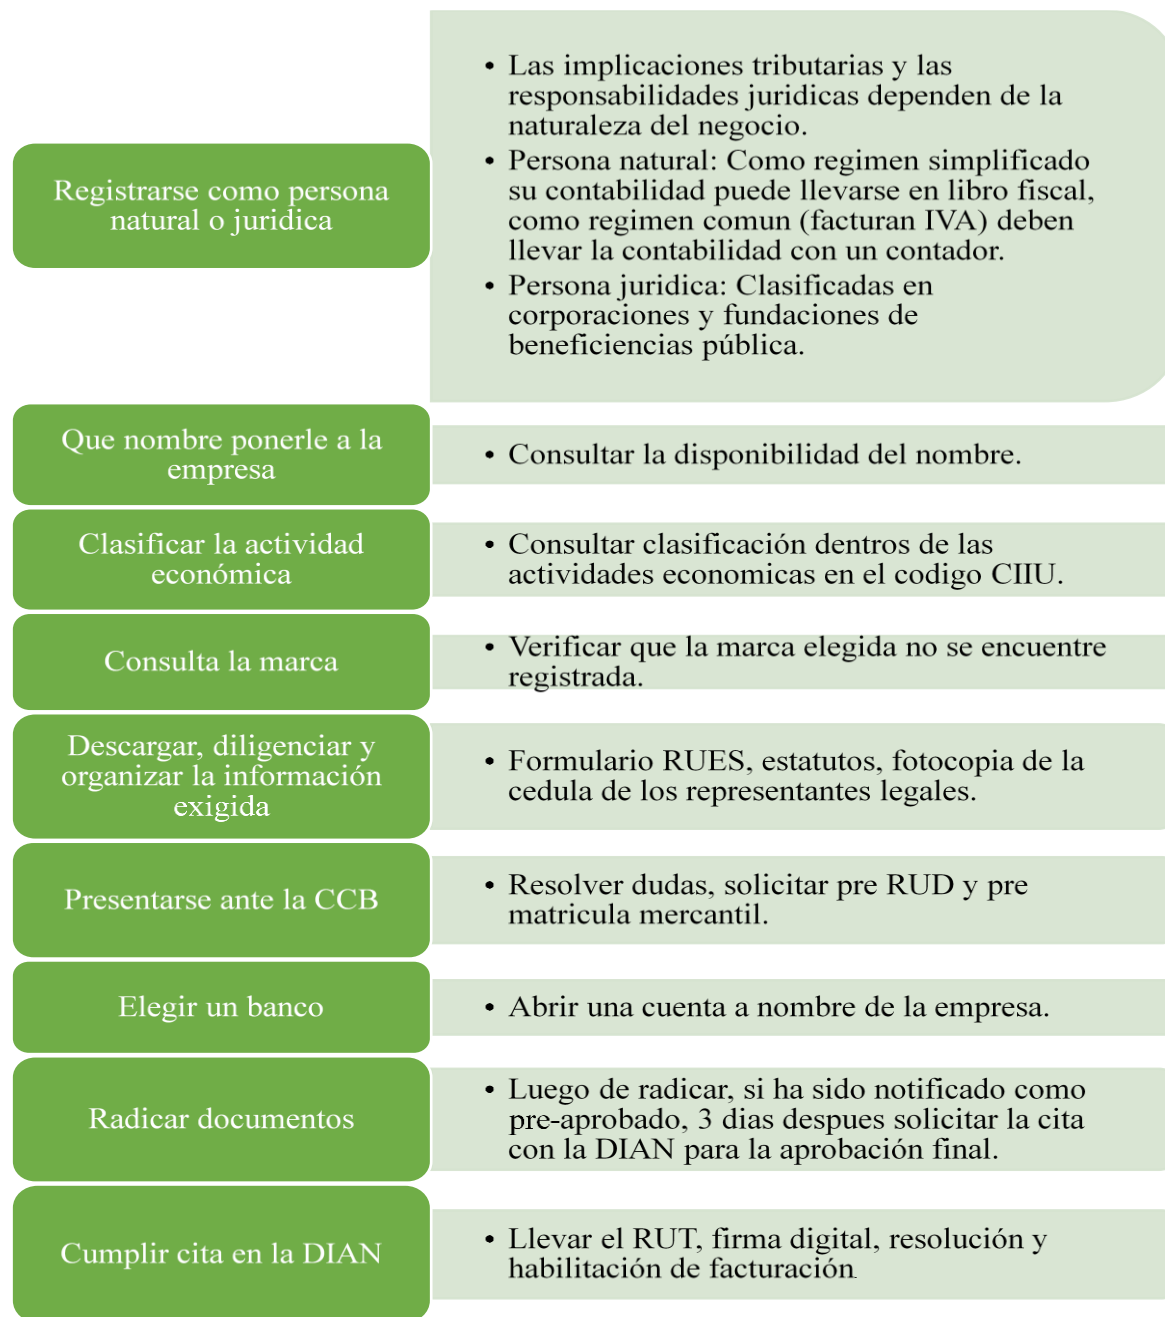 Registrarse como persona
natural o juridica
• Las implicaciones tributarias y las
responsabilidades juridicas dependen de la
naturaleza del negocio.
• Persona natural: Como regimen simplificado
su contabilidad puede llevarse en libro fiscal,
como regimen comun (facturan IVA) deben
llevar la contabilidad con un contador.
• Persona juridica: Clasificadas en
corporaciones y fundaciones de
beneficiencias pública.
Que nombre ponerle a la
empresa
• Consultar la disponibilidad del nombre.
Clasificar la actividad
económica
• Consultar clasificación dentros de las
actividades economicas en el codigo CIIU.
Consulta la marca
• Verificar que la marca elegida no se encuentre
registrada.
Descargar, diligenciar y
organizar la información
exigida
• Formulario RUES, estatutos, fotocopia de la
cedula de los representantes legales.
Presentarse ante la CCB
• Resolver dudas, solicitar pre RUD y pre
matricula mercantil.
Elegir un banco
• Abrir una cuenta a nombre de la empresa.
Radicar documentos
• Luego de radicar, si ha sido notificado como
pre-aprobado, 3 dias despues solicitar la cita
con la DIAN para la aprobación final.
Cumplir cita en la DIAN
• Llevar el RUT, firma digital, resolución y
habilitación de facturación.